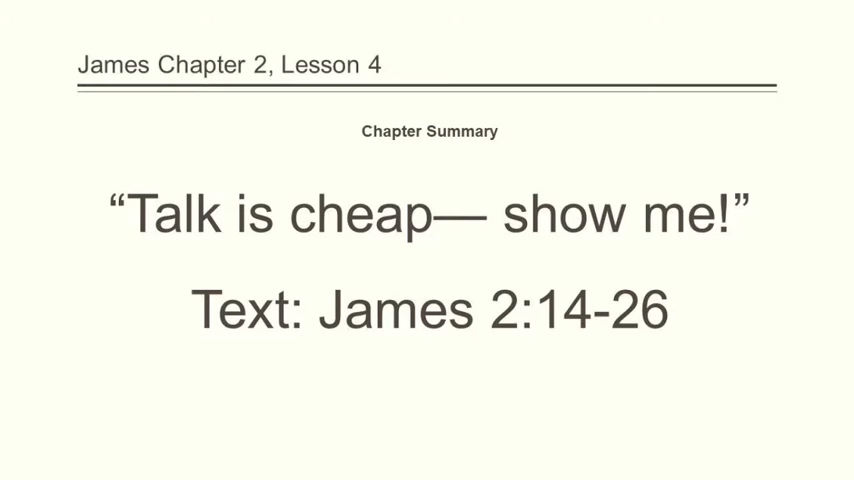 James Chapter 2, Lesson 4
Chapter Summary
“Talk is cheap— show me!”
Text: James 2:14-26